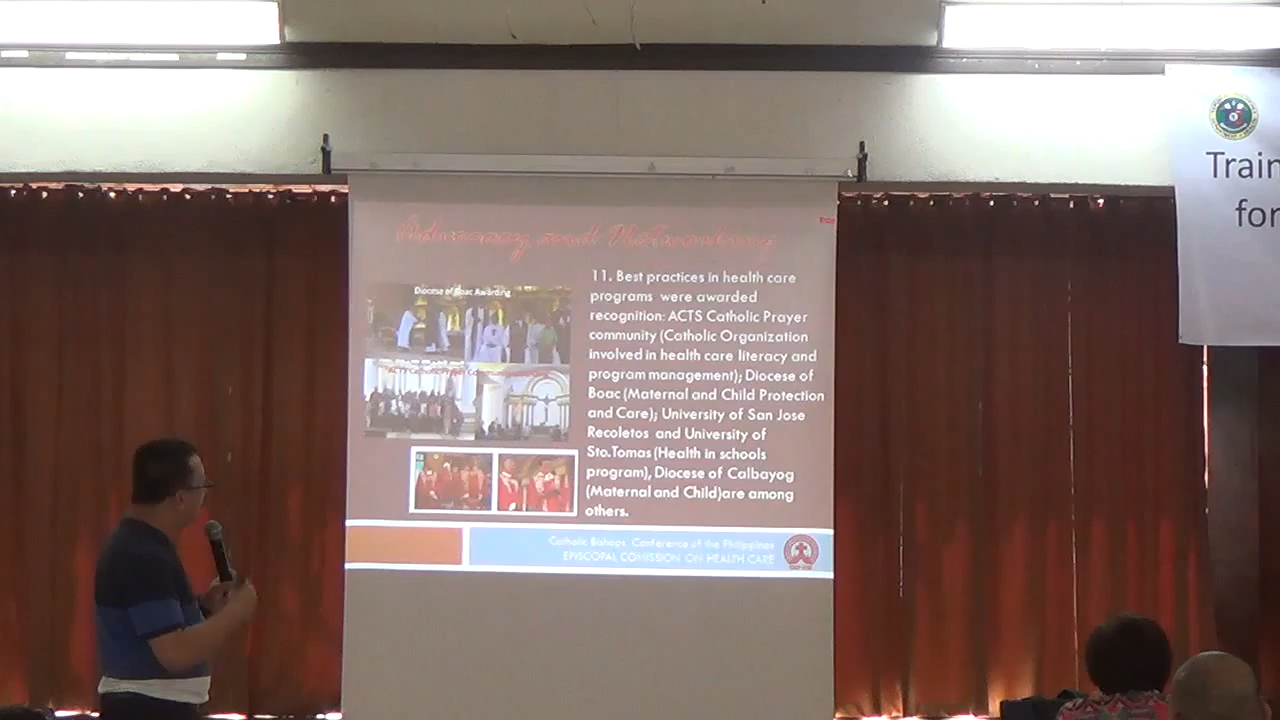 Advocacy and Networking
11. Best practices in health care
programs were awarded
recognition: ACTS Catholic Prayer
community (Catholic Organization
involved in health care literacy and
program management); Diocese of
Boac (Maternal and Child Protection
and Care); University of San Jose
Recoletos and University of
Sto.Tomas (Health in schools
program), Diocese of Calbayog
(Maternal and Child)are among
others.
Diocese of Boac Awarding
Catholic Bishops Conference of the Philippines
EPISCOPAL COMISSION ON HEALTH CARE
Train
for